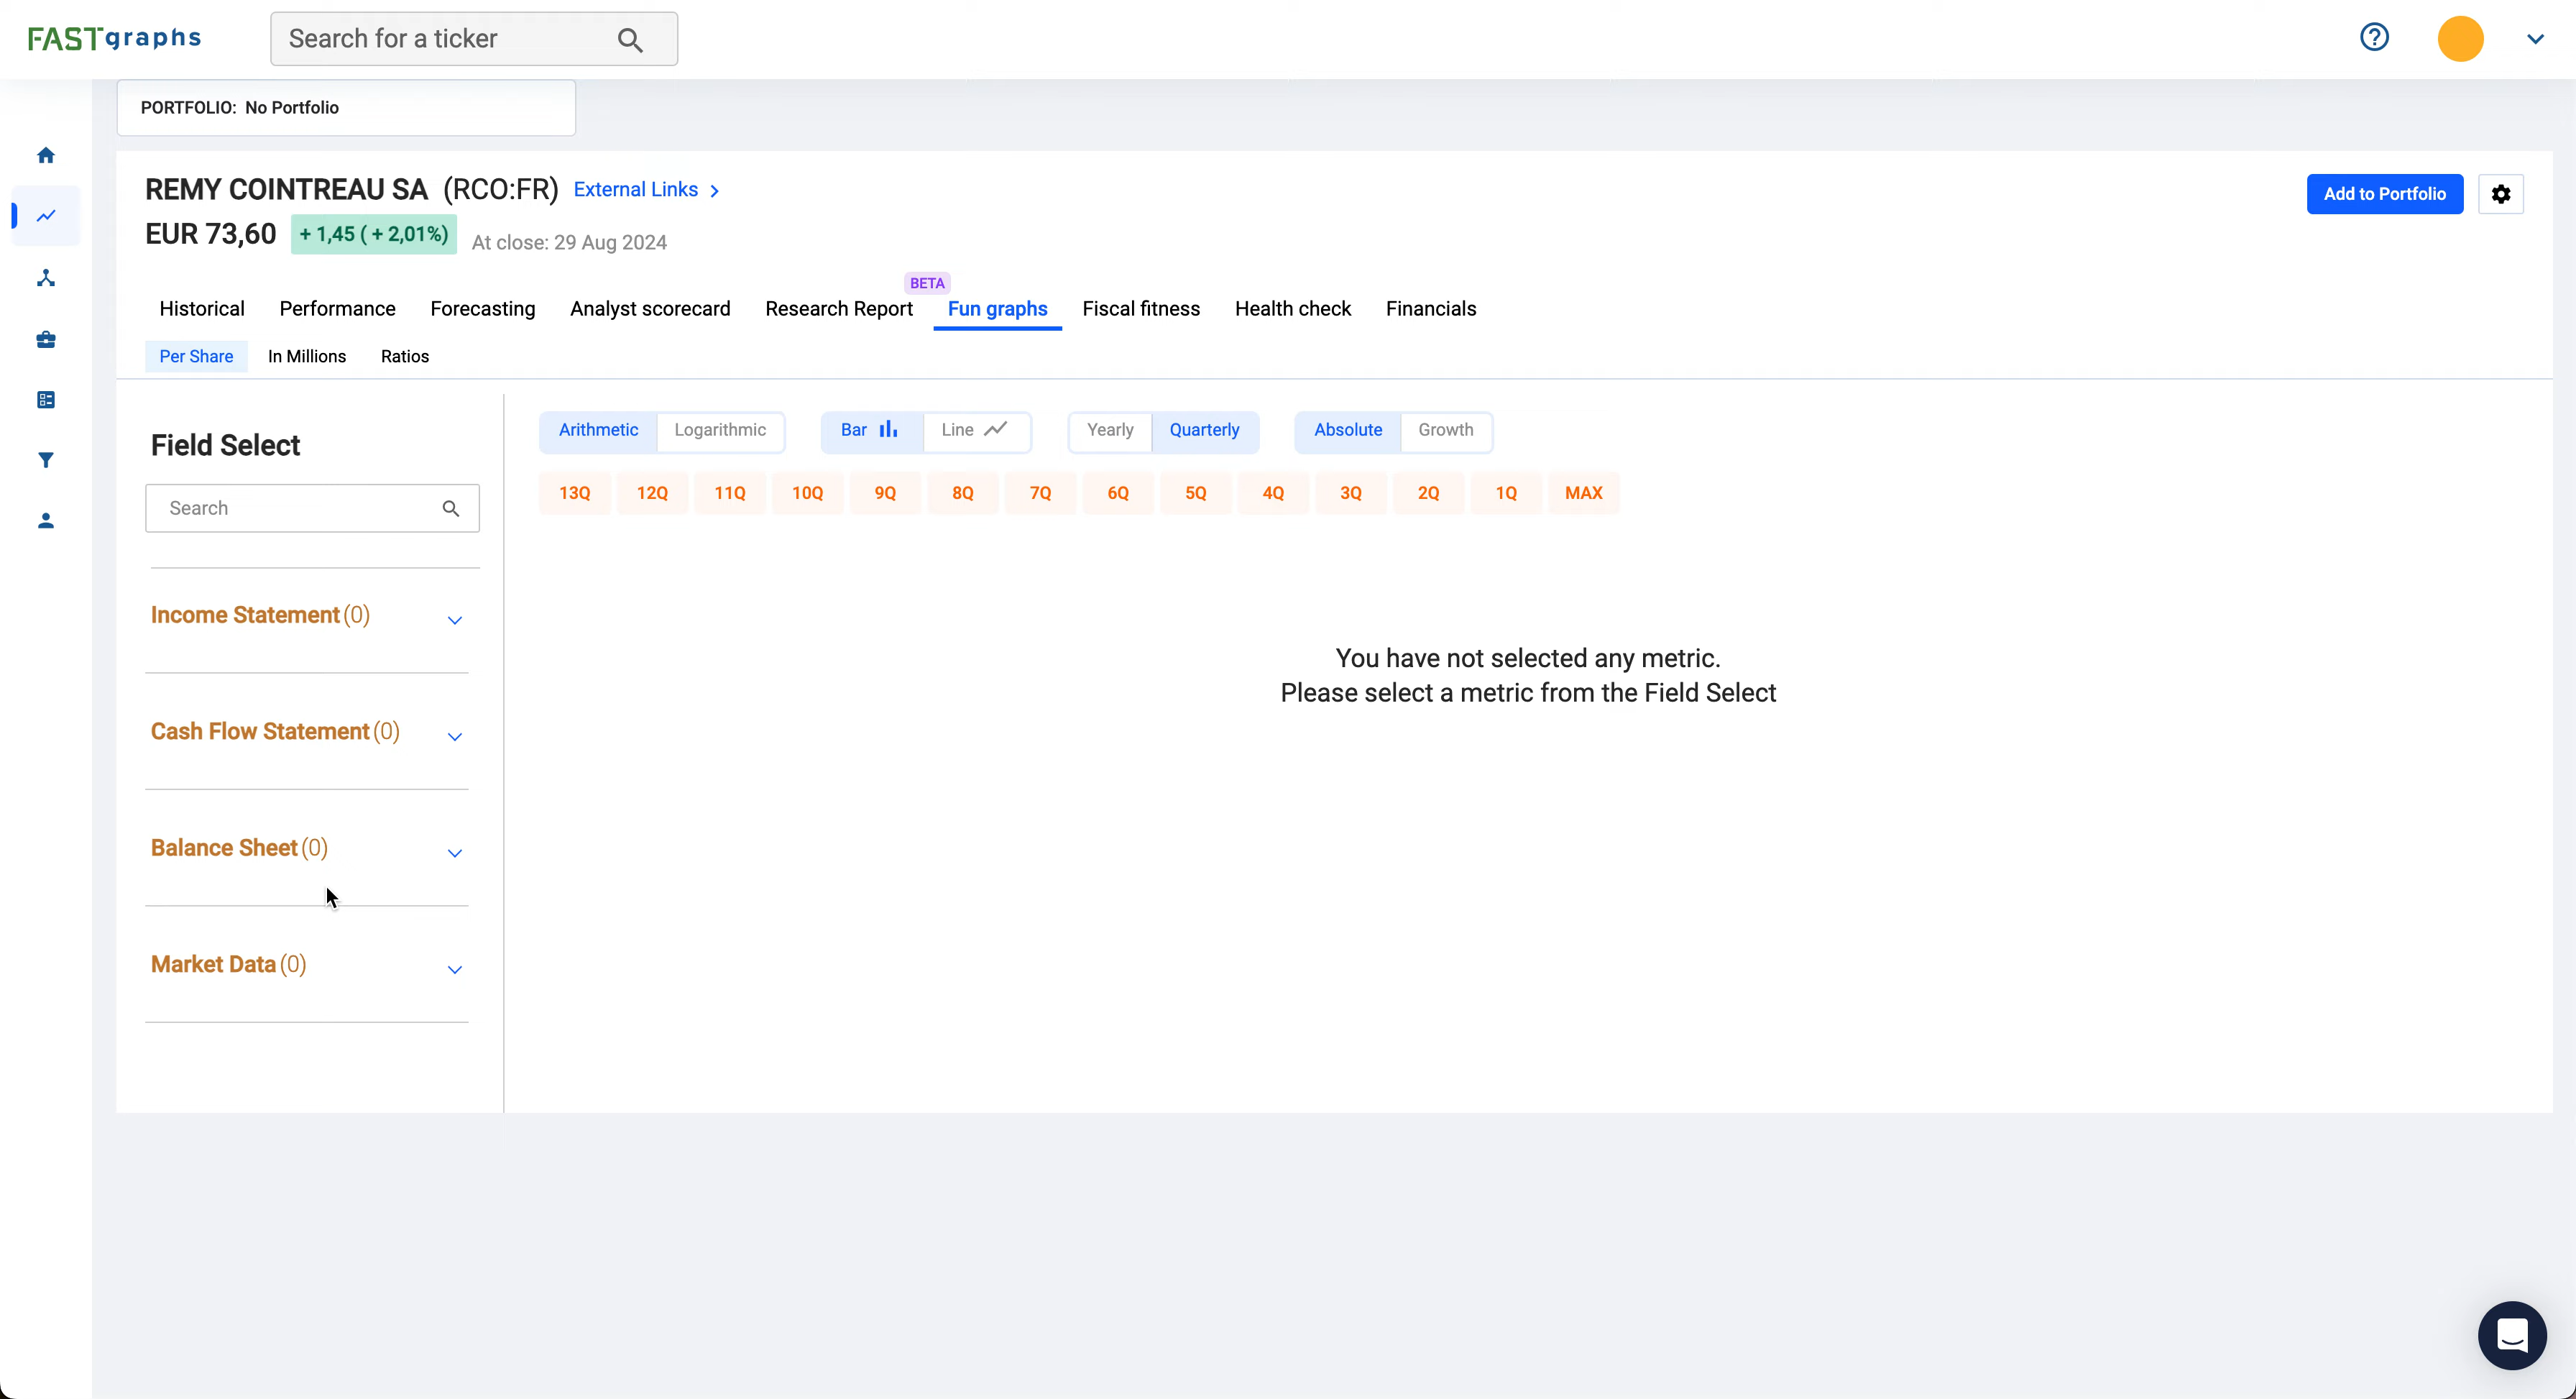 FASTgraphs
Search for a ticker
PORTFOLIO: No Portfolio
REMY COINTREAU SA (RCO:FR) External Links
Add to Portfolio
EUR 73,60 + 1,45 ( + 2,01%) At close: 29 Aug 2024
BETA
Historical Performance Forecasting Analyst scorecard Research Report Fun graphs Fiscal fitness Health check Financials
Per Share In Millions Ratios
Field Select
Search
Income Statement (0)
Cash Flow Statement (0)
Balance Sheet (0)
Market Data (0)
Arithmetic Logarithmic Bar Line Yearly Quarterly Absolute Growth
13Q 12Q 11Q 10Q 9Q 8Q 7Q 6Q 5Q 4Q 3Q 2Q 1Q MAX
You have not selected any metric.
Please select a metric from the Field Select